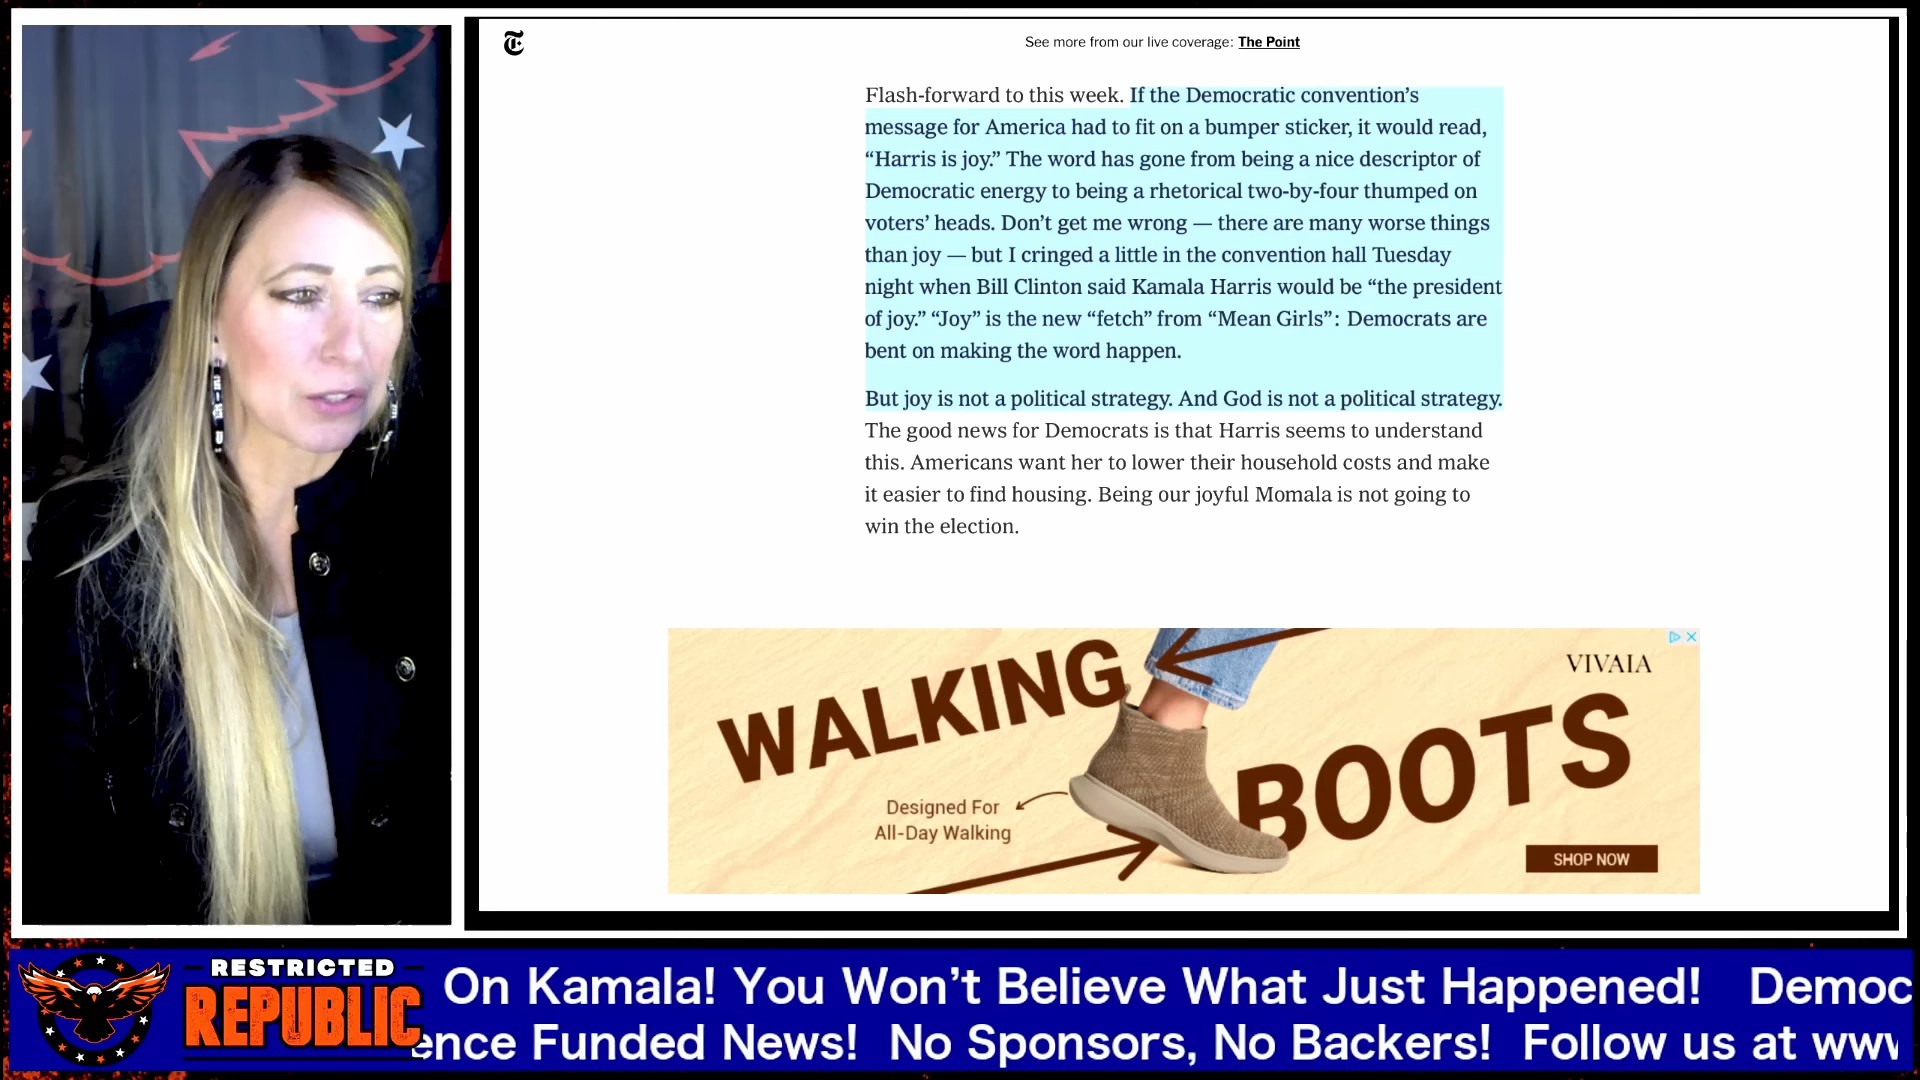 T
See more from our live coverage: The Point
Flash-forward to this week. If the Democratic convention’s
message for America had to fit on a bumper sticker, it would read,
“Harris is joy.” The word has gone from being a nice descriptor of
Democratic energy to being a rhetorical two-by-four thumped on
voters’ heads. Don’t get me wrong — there are many worse things
than joy — but I cringed a little in the convention hall Tuesday
night when Bill Clinton said Kamala Harris would be “the president
of joy.” “Joy” is the new “fetch” from “Mean Girls”: Democrats are
bent on making the word happen.
But joy is not a political strategy. And God is not a political strategy.
The good news for Democrats is that Harris seems to understand
this. Americans want her to lower their household costs and make
it easier to find housing. Being our joyful Momala is not going to
win the election.
WALKING
BOOTS
VIVAIA
Designed For
All-Day Walking
SHOP NOW
RESTRICTED
REPUBLIC
On Kamala! You Won’t Believe What Just Happened! Democ
ence Funded News! No Sponsors, No Backers! Follow us at www